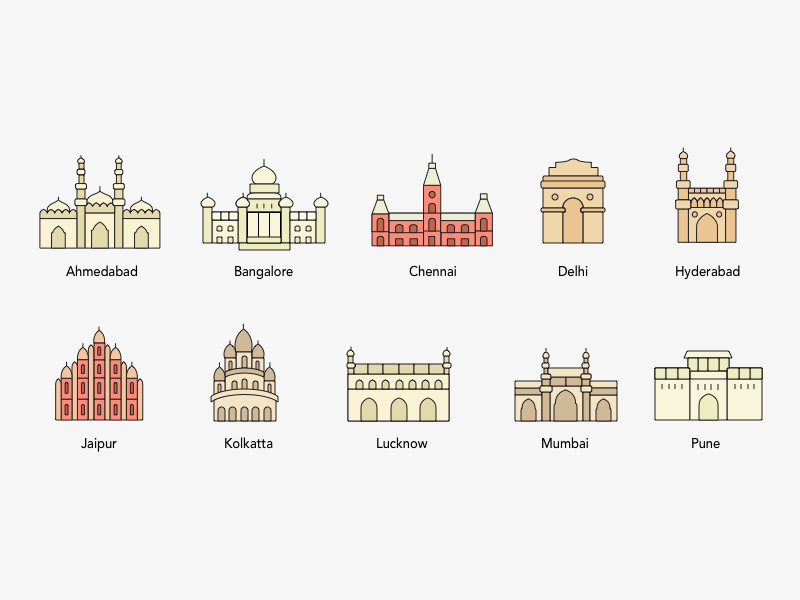 Ahmedabad
Bangalore
Chennai
Delhi
Hyderabad
Jaipur
Kolkatta
Lucknow
Mumbai
Pune